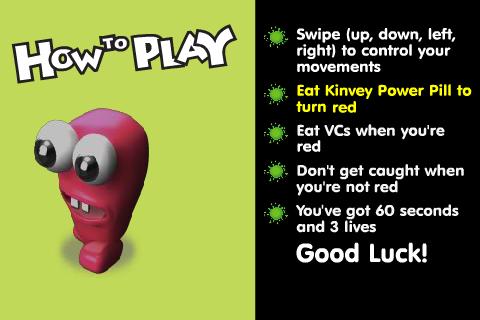 HOW TO PLAY
Swipe (up, down, left,
right) to control your
movements
Eat Kinvey Power Pill to
turn red
Eat VCs when you're
red
Don't get caught when
you're not red
You've got 60 seconds
and 3 lives
Good Luck!